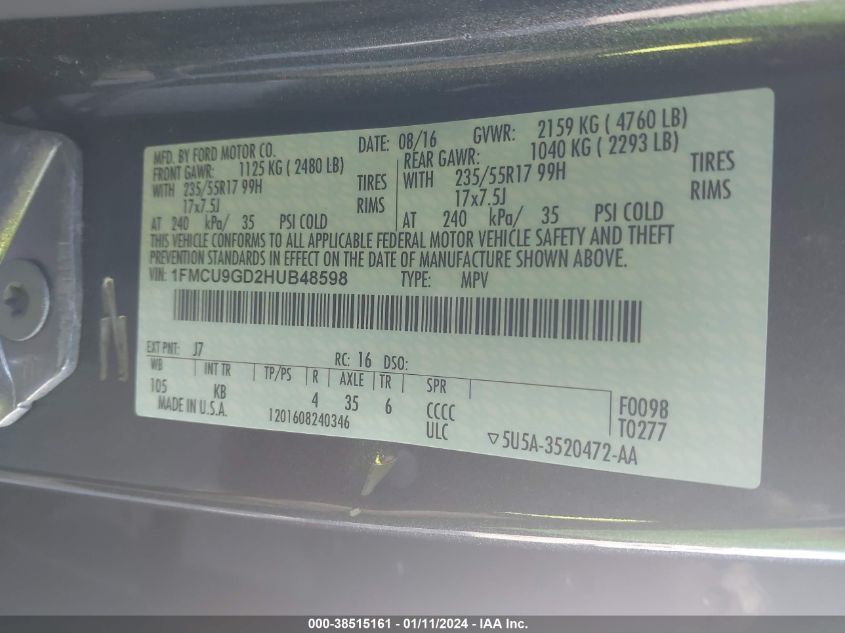 MFD. BY FORD MOTOR CO.
DATE: 08/16 GVWR: 2159 KG ( 4760 LB)
FRONT GAWR: 1125 KG ( 2480 LB)
REAR GAWR: 1040 KG ( 2293 LB)
WITH 235/55R17 99H TIRES
WITH 235/55R17 99H TIRES
17x7.5J RIMS
17x7.5J RIMS
AT 240 kPa/ 35 PSI COLD
AT 240 kPa/ 35 PSI COLD
THIS VEHICLE CONFORMS TO ALL APPLICABLE FEDERAL MOTOR VEHICLE SAFETY AND THEFT
PREVENTION STANDARDS IN EFFECT ON THE DATE OF MANUFACTURE SHOWN ABOVE.
VIN: 1FMCU9GD2HUB48598 TYPE: MPV
EXT PNT: J7 RC: 16 DSO:
WB INT TR TP/PS R AXLE TR SPR
105 KB 4 35 6 CCCC F0098
MADE IN U.S.A. 1201608240346 ULC T0277
5U5A-3520472-AA
000-38515161 - 01/11/2024 - IAA Inc.